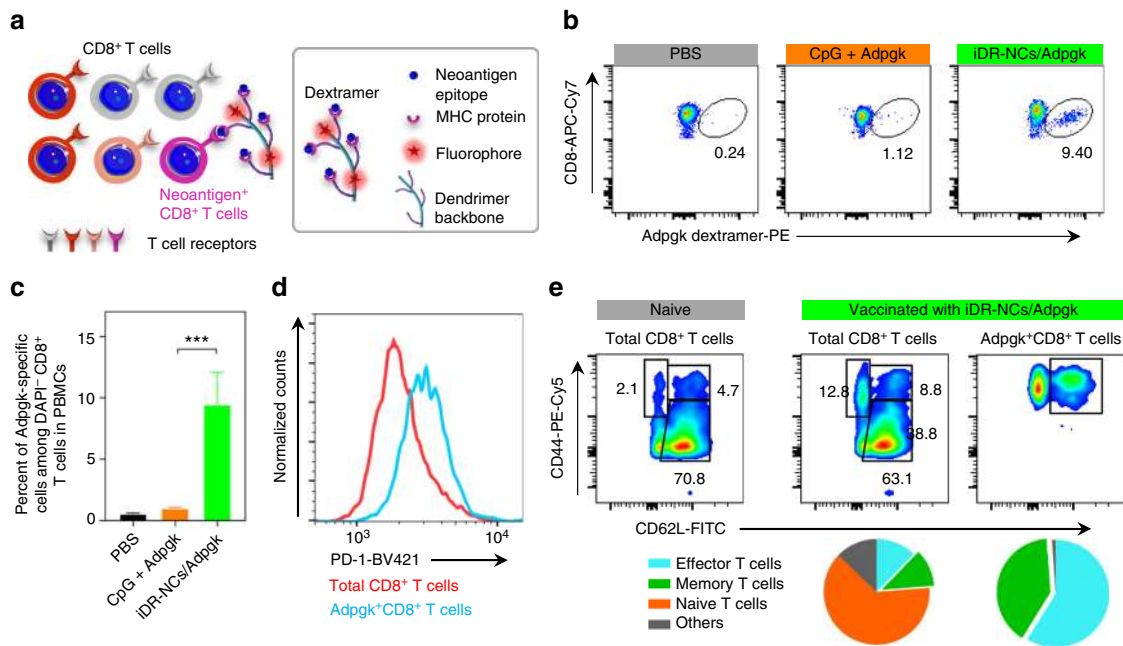 a
CD8⁺ T cells
Neoantigen⁺
CD8⁺ T cells
T cell receptors
Dextramer
Neoantigen
epitope
MHC protein
Fluorophore
Dendrimer
backbone
b
PBS
CpG + Adpgk
iDR-NCs/Adpgk
CD8-APC-Cy7
0.24
1.12
9.40
Adpgk dextramer-PE
c
Percent of Adpgk-specific
cells among DAPI⁻ CD8⁺
T cells in PBMCs
15
10
5
0
***
PBS
CpG + Adpgk
iDR-NCs/Adpgk
d
Normalized counts
10³
10⁴
PD-1-BV421
Total CD8⁺ T cells
Adpgk⁺CD8⁺ T cells
e
Naive
Vaccinated with iDR-NCs/Adpgk
Total CD8⁺ T cells
Total CD8⁺ T cells
Adpgk⁺CD8⁺ T cells
CD44-PE-Cy5
2.1
4.7
70.8
12.8
8.8
38.8
63.1
CD62L-FITC
Effector T cells
Memory T cells
Naive T cells
Others